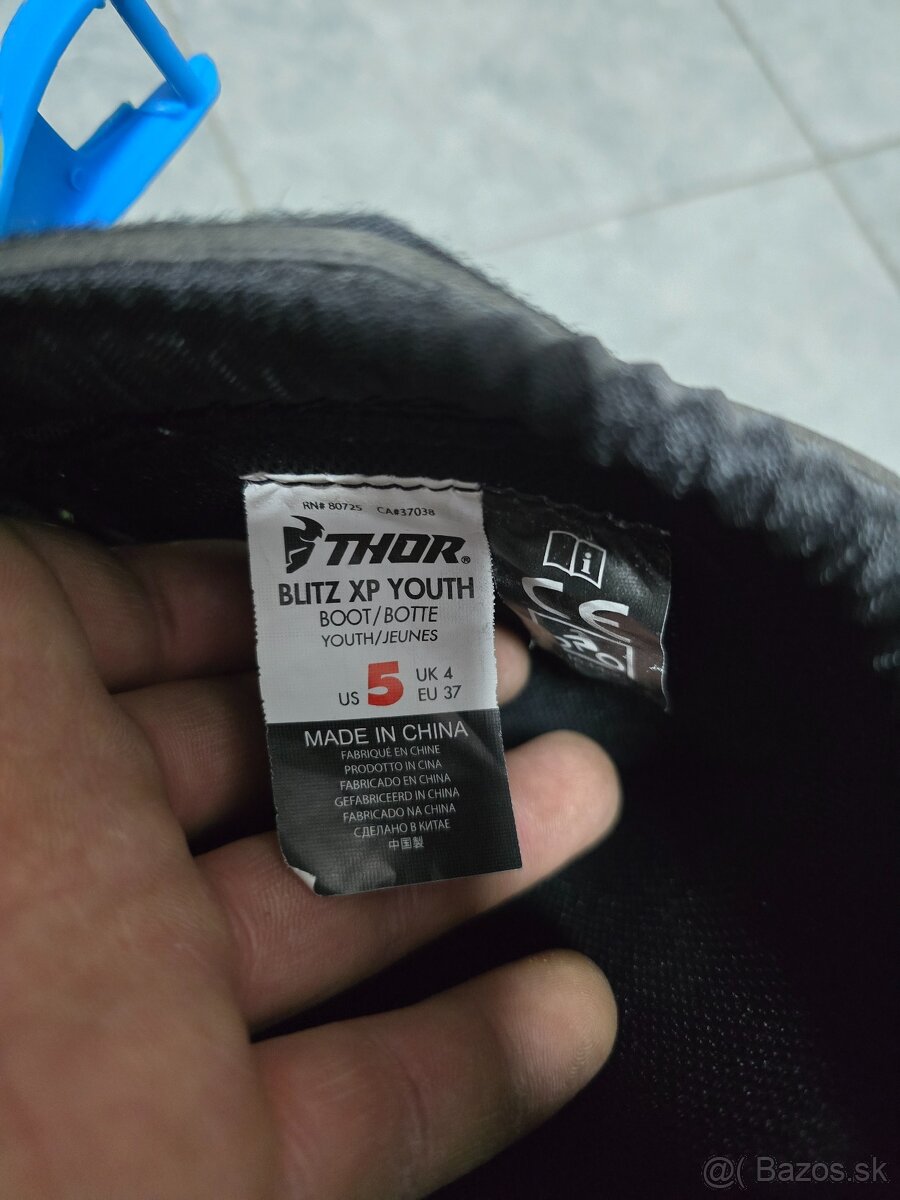 RN# 80725 CA#37038
THOR®
BLITZ XP YOUTH
BOOT/BOTTE
YOUTH/JEUNES
US 5 UK 4
EU 37
MADE IN CHINA
FABRIQUÉ EN CHINE
PRODOTTO IN CINA
FABRICADO EN CHINA
GEFABRICEERD IN CHINA
FABRICADO NA CHINA
СДЕЛАНО В КИТАЕ
中国製
i
CE
@( Bazos.sk